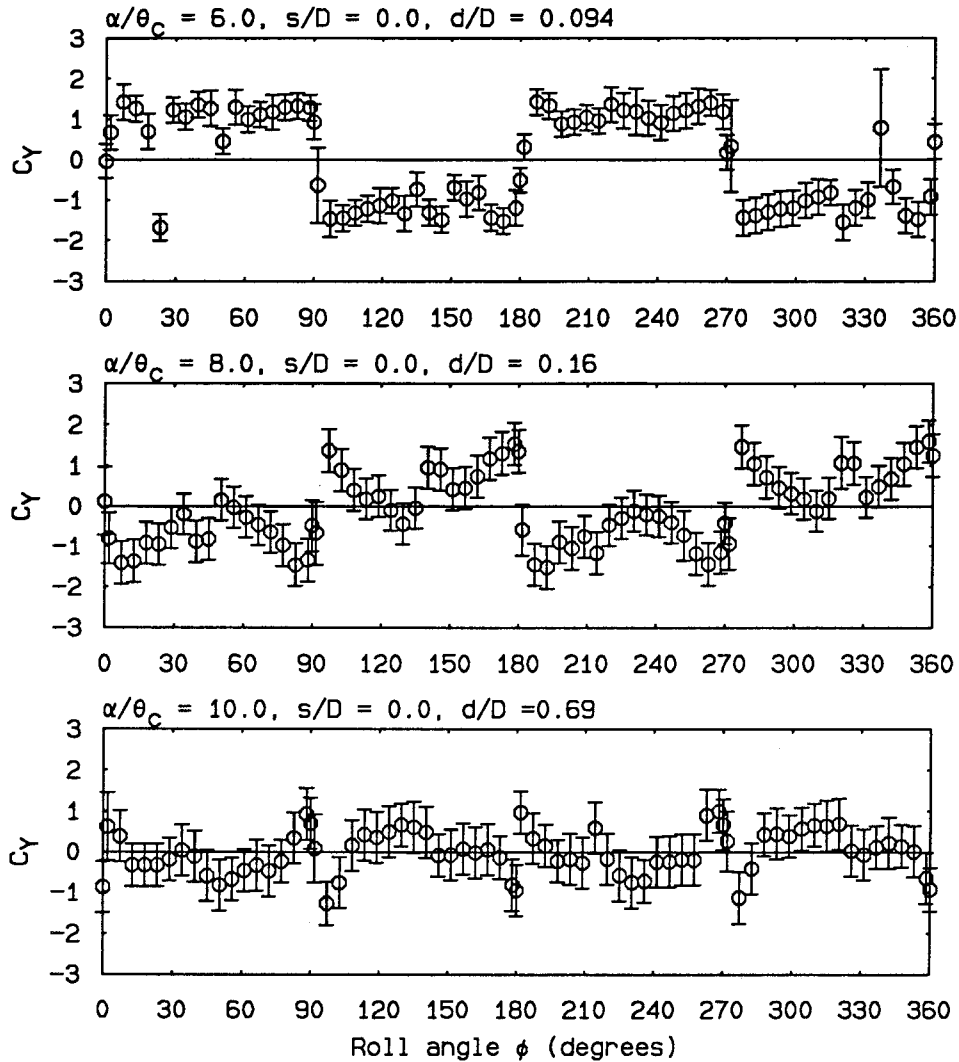 α/θC = 6.0, s/D = 0.0, d/D = 0.094
3
2
1
0
−1
−2
−3
CY
0 30 60 90 120 150 180 210 240 270 300 330 360
α/θC = 8.0, s/D = 0.0, d/D = 0.16
3
2
1
0
−1
−2
−3
CY
0 30 60 90 120 150 180 210 240 270 300 330 360
α/θC = 10.0, s/D = 0.0, d/D =0.69
3
2
1
0
−1
−2
−3
CY
0 30 60 90 120 150 180 210 240 270 300 330 360
Roll angle ϕ (degrees)